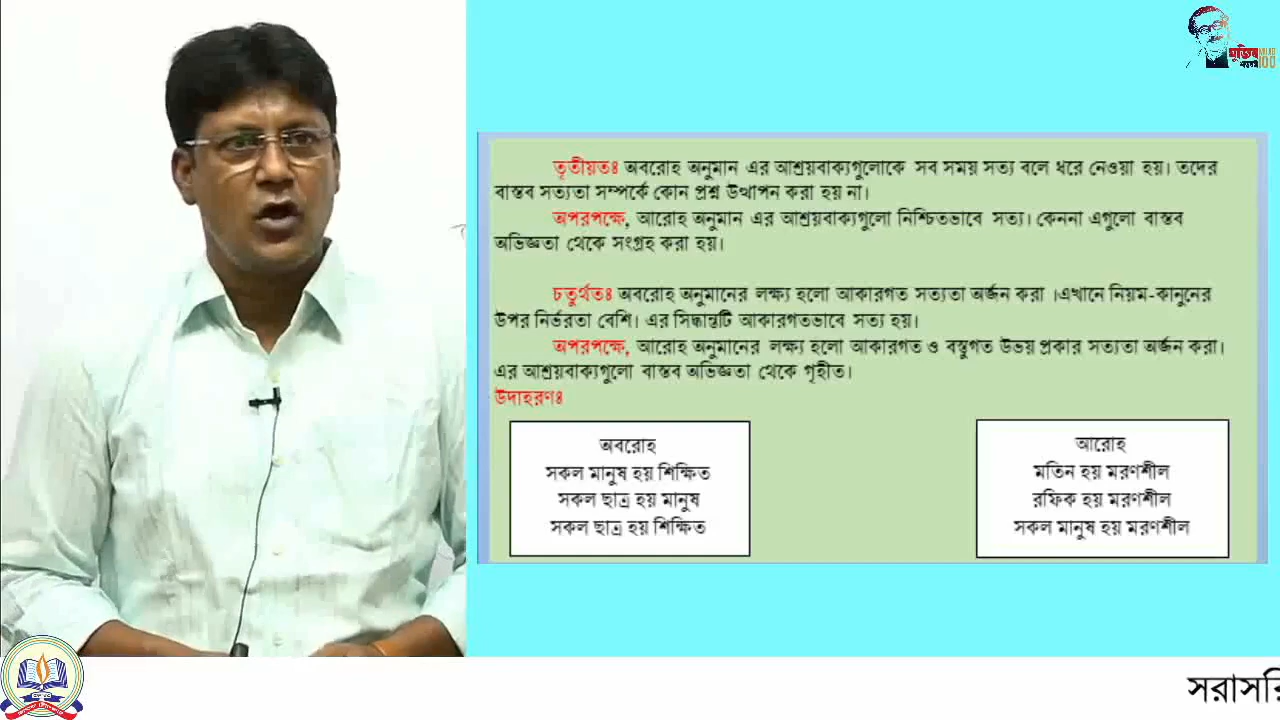 মুজিব
100
তৃতীয়ত৪ অবরোহ অনুমান এর আশ্রয়বাক্যগুলোকে সব সময় সত্য বলে ধরে নেওয়া হয়। তদের
বাস্তব সত্যতা সম্পর্কে কোন প্রশ্ন উত্থাপন করা হয় না।
অপরপক্ষে, আরোহ অনুমান এর আশ্রয়বাক্যগুলো নিশ্চিতভাবে সত্য। কেননা এগুলো বাস্তব
অভিজ্ঞতা থেকে সংগ্রহ করা হয়।
চতুর্থত৪ অবরোহ অনুমানের লক্ষ্য হলো আকারগত সত্যতা অর্জন করা ।এখানে নিয়ম-কানুনের
উপর নির্ভরতা বেশি। এর সিদ্ধান্তটি আকারগতভাবে সত্য হয়।
অপরপক্ষে, আরোহ অনুমানের লক্ষ্য হলো আকারগত ও বস্তুগত উভয় প্রকার সত্যতা অর্জন করা।
এর আশ্রয়বাক্যগুলো বাস্তব অভিজ্ঞতা থেকে গৃহীত।
উদাহরণ৪
অবরোহ
সকল মানুষ হয় শিক্ষিত
সকল ছাত্র হয় মানুষ
সকল ছাত্র হয় শিক্ষিত
আরোহ
মতিন হয় মরণশীল
রফিক হয় মরণশীল
সকল মানুষ হয় মরণশীল
সরাসরি